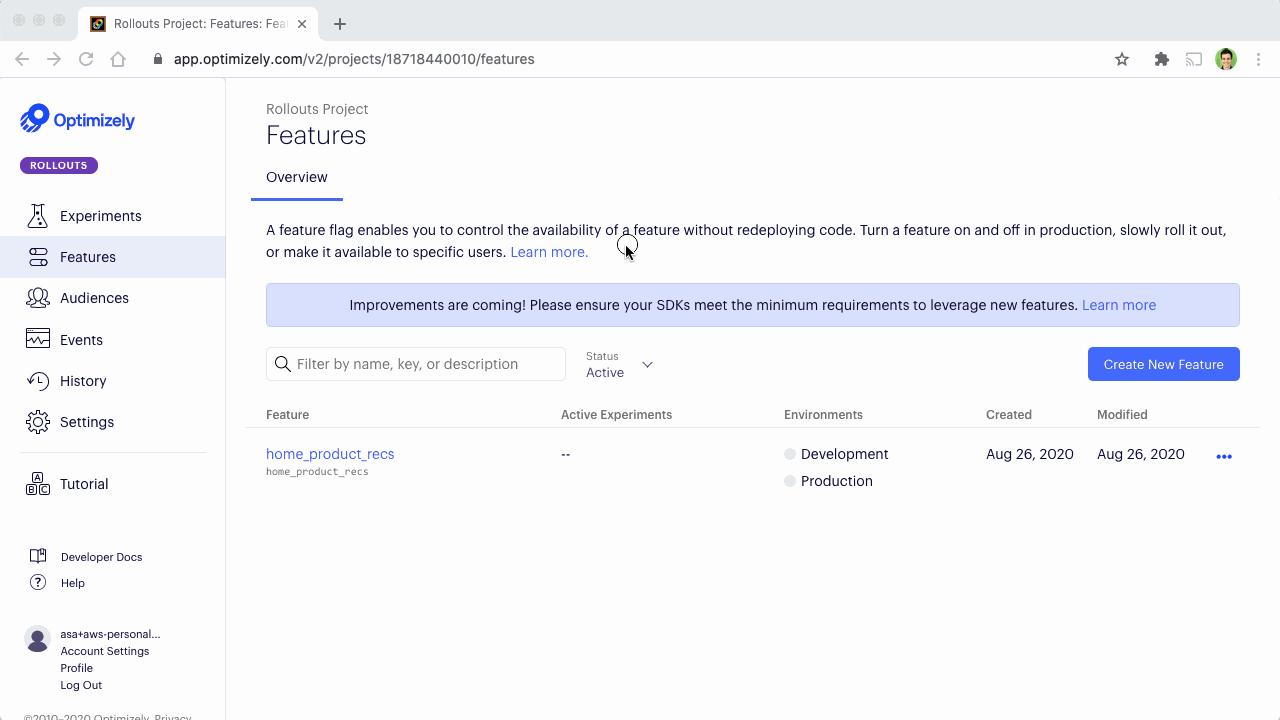 Rollouts Project: Features: Fea
app.optimizely.com/v2/projects/18718440010/features
Optimizely
ROLLOUTS
Experiments
Features
Audiences
Events
History
Settings
Tutorial
Developer Docs
Help
asa+aws-personal...
Account Settings
Profile
Log Out
©2010–2020 Optimizely. Privacy
Rollouts Project
Features
Overview
A feature flag enables you to control the availability of a feature without redeploying code. Turn a feature on and off in production, slowly roll it out,
or make it available to specific users. Learn more.
Improvements are coming! Please ensure your SDKs meet the minimum requirements to leverage new features. Learn more
Filter by name, key, or description
Status
Active
Create New Feature
Feature Active Experiments Environments Created Modified
home_product_recs -- Development Aug 26, 2020 Aug 26, 2020
home_product_recs
Production